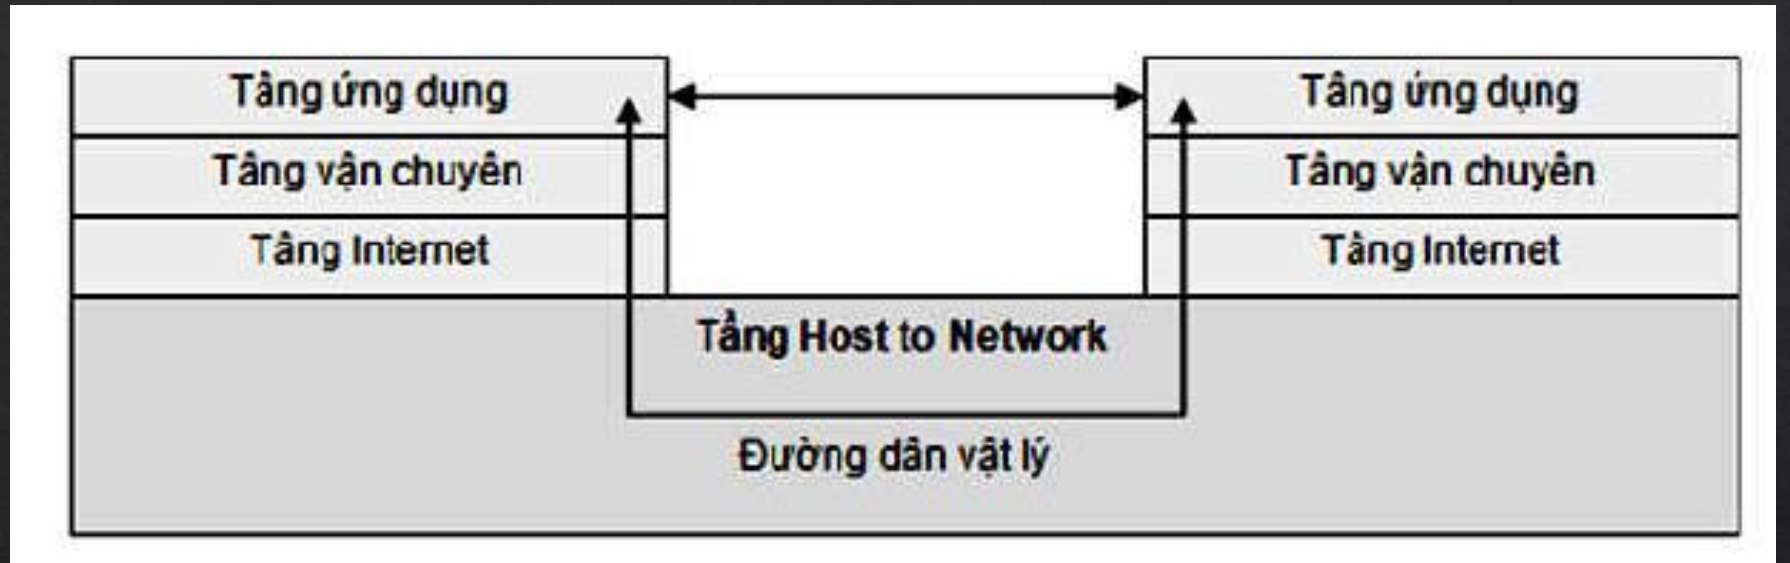 Tầng ứng dụng
Tầng ứng dụng
Tầng vận chuyên
Tầng vận chuyên
Tầng Internet
Tầng Internet
Tầng Host to Network
Đường dân vật lý